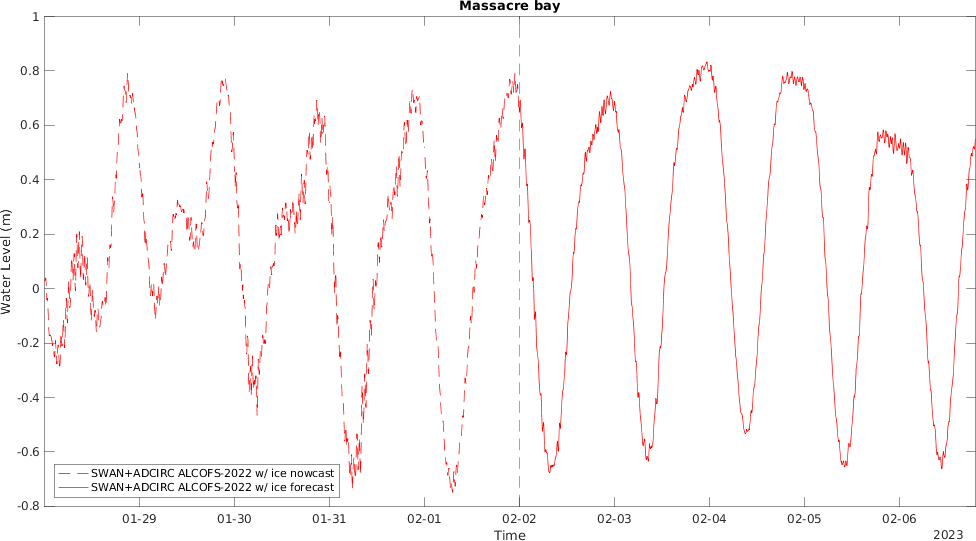 Massacre bay
Water Level (m)
1
0.8
0.6
0.4
0.2
0
-0.2
-0.4
-0.6
-0.8
SWAN+ADCIRC ALCOFS-2022 w/ ice nowcast
SWAN+ADCIRC ALCOFS-2022 w/ ice forecast
01-29 01-30 01-31 02-01 02-02 02-03 02-04 02-05 02-06
Time
2023